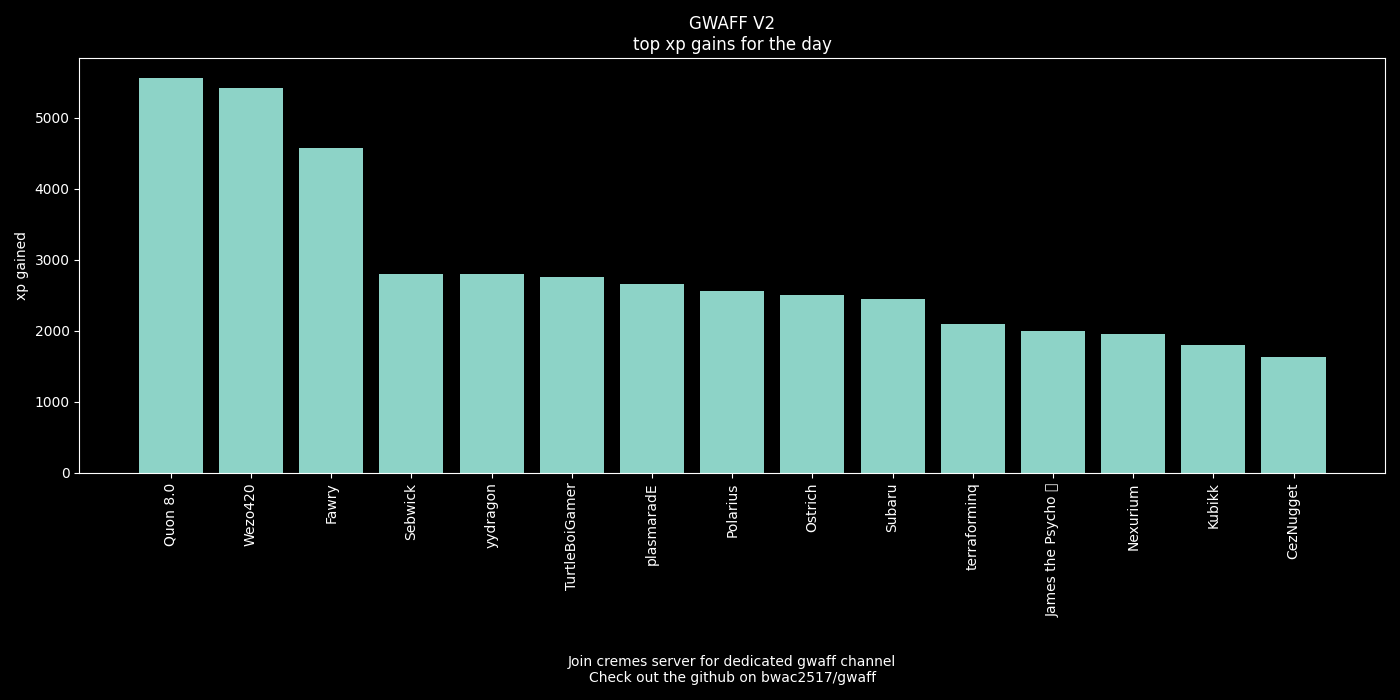 GWAFF V2
top xp gains for the day
xp gained
5000
4000
3000
2000
1000
0
Quon 8.0
Wezo420
Fawry
Sebwick
yydragon
TurtleBoiGamer
plasmaradE
Polarius
Ostrich
Subaru
terraforminq
James the Psycho
Nexurium
Kubikk
CezNugget
Join cremes server for dedicated gwaff channel
Check out the github on bwac2517/gwaff